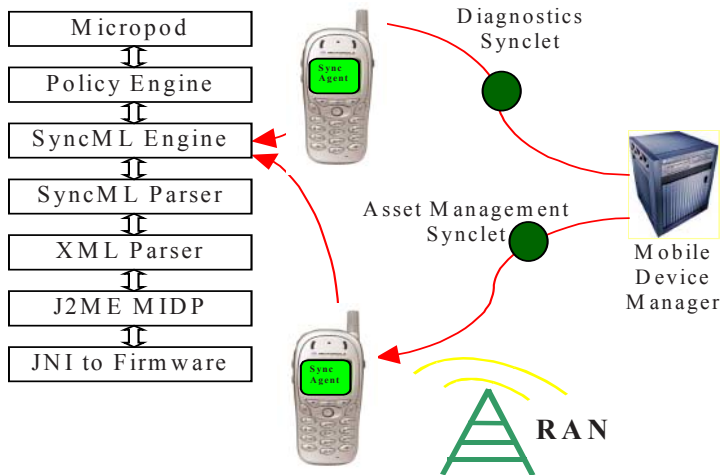 Micropod
Policy Engine
SyncML Engine
SyncML Parser
XML Parser
J2ME MIDP
JNI to Firmware
Sync
Agent
Diagnostics
Synclet
Asset Management
Synclet
Mobile
Device
Manager
Sync
Agent
RAN